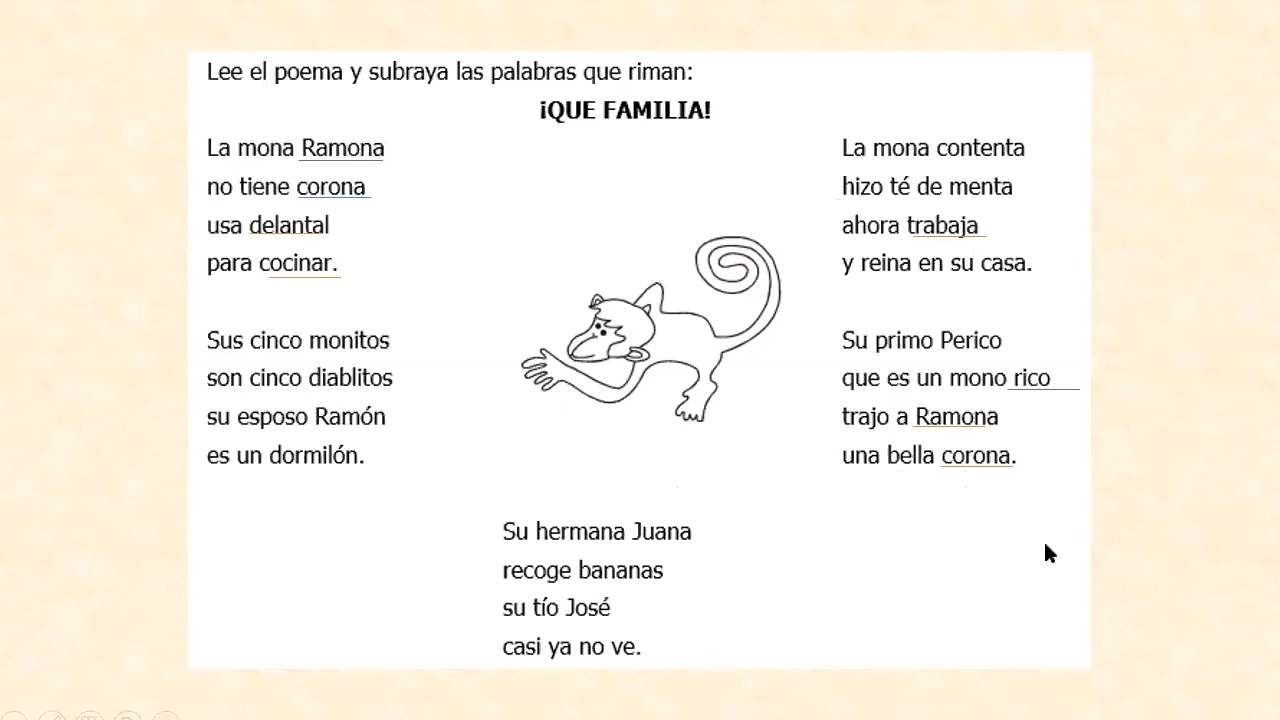 Lee el poema y subraya las palabras que riman:
¡QUE FAMILIA!
La mona Ramona
no tiene corona
usa delantal
para cocinar.
Sus cinco monitos
son cinco diablitos
su esposo Ramón
es un dormilón.
La mona contenta
hizo té de menta
ahora trabaja
y reina en su casa.
Su primo Perico
que es un mono rico
trajo a Ramona
una bella corona.
Su hermana Juana
recoge bananas
su tío José
casi ya no ve.